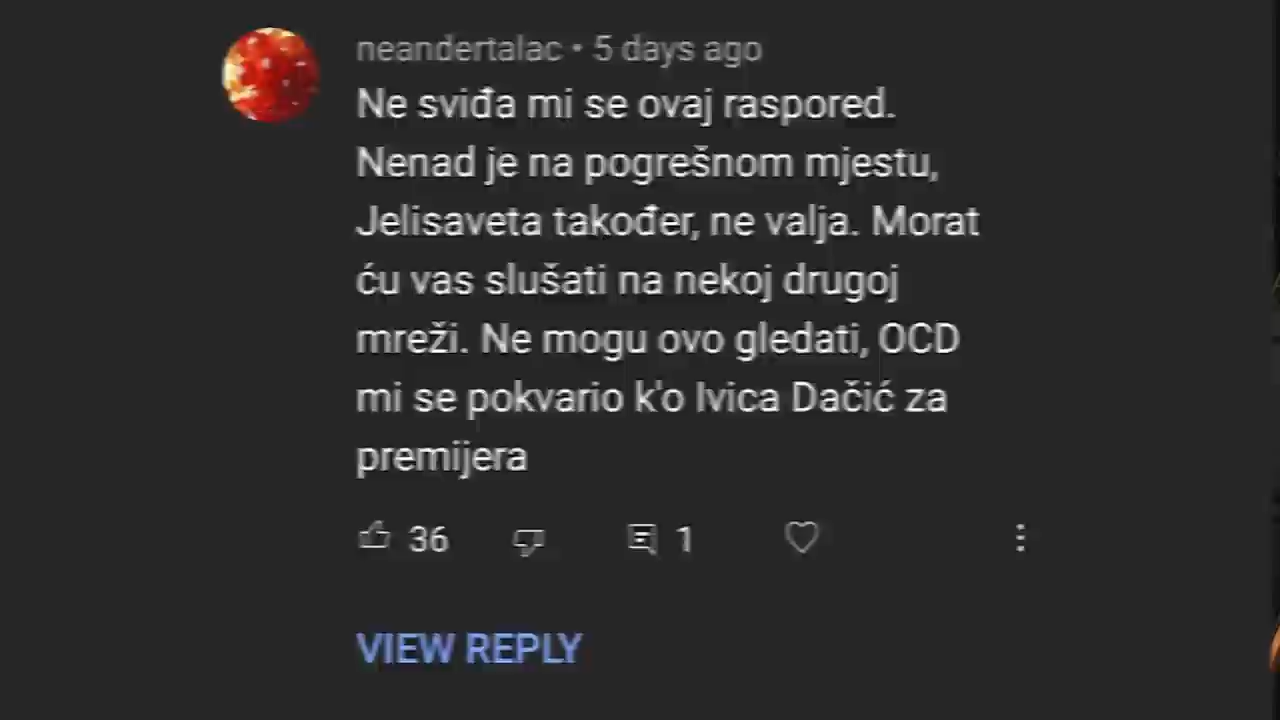 neandertalac • 5 days ago
Ne sviđa mi se ovaj raspored.
Nenad je na pogrešnom mjestu,
Jelisaveta također, ne valja. Morat
ću vas slušati na nekoj drugoj
mreži. Ne mogu ovo gledati, OCD
mi se pokvario k'o Ivica Dačić za
premijera
36 1
VIEW REPLY